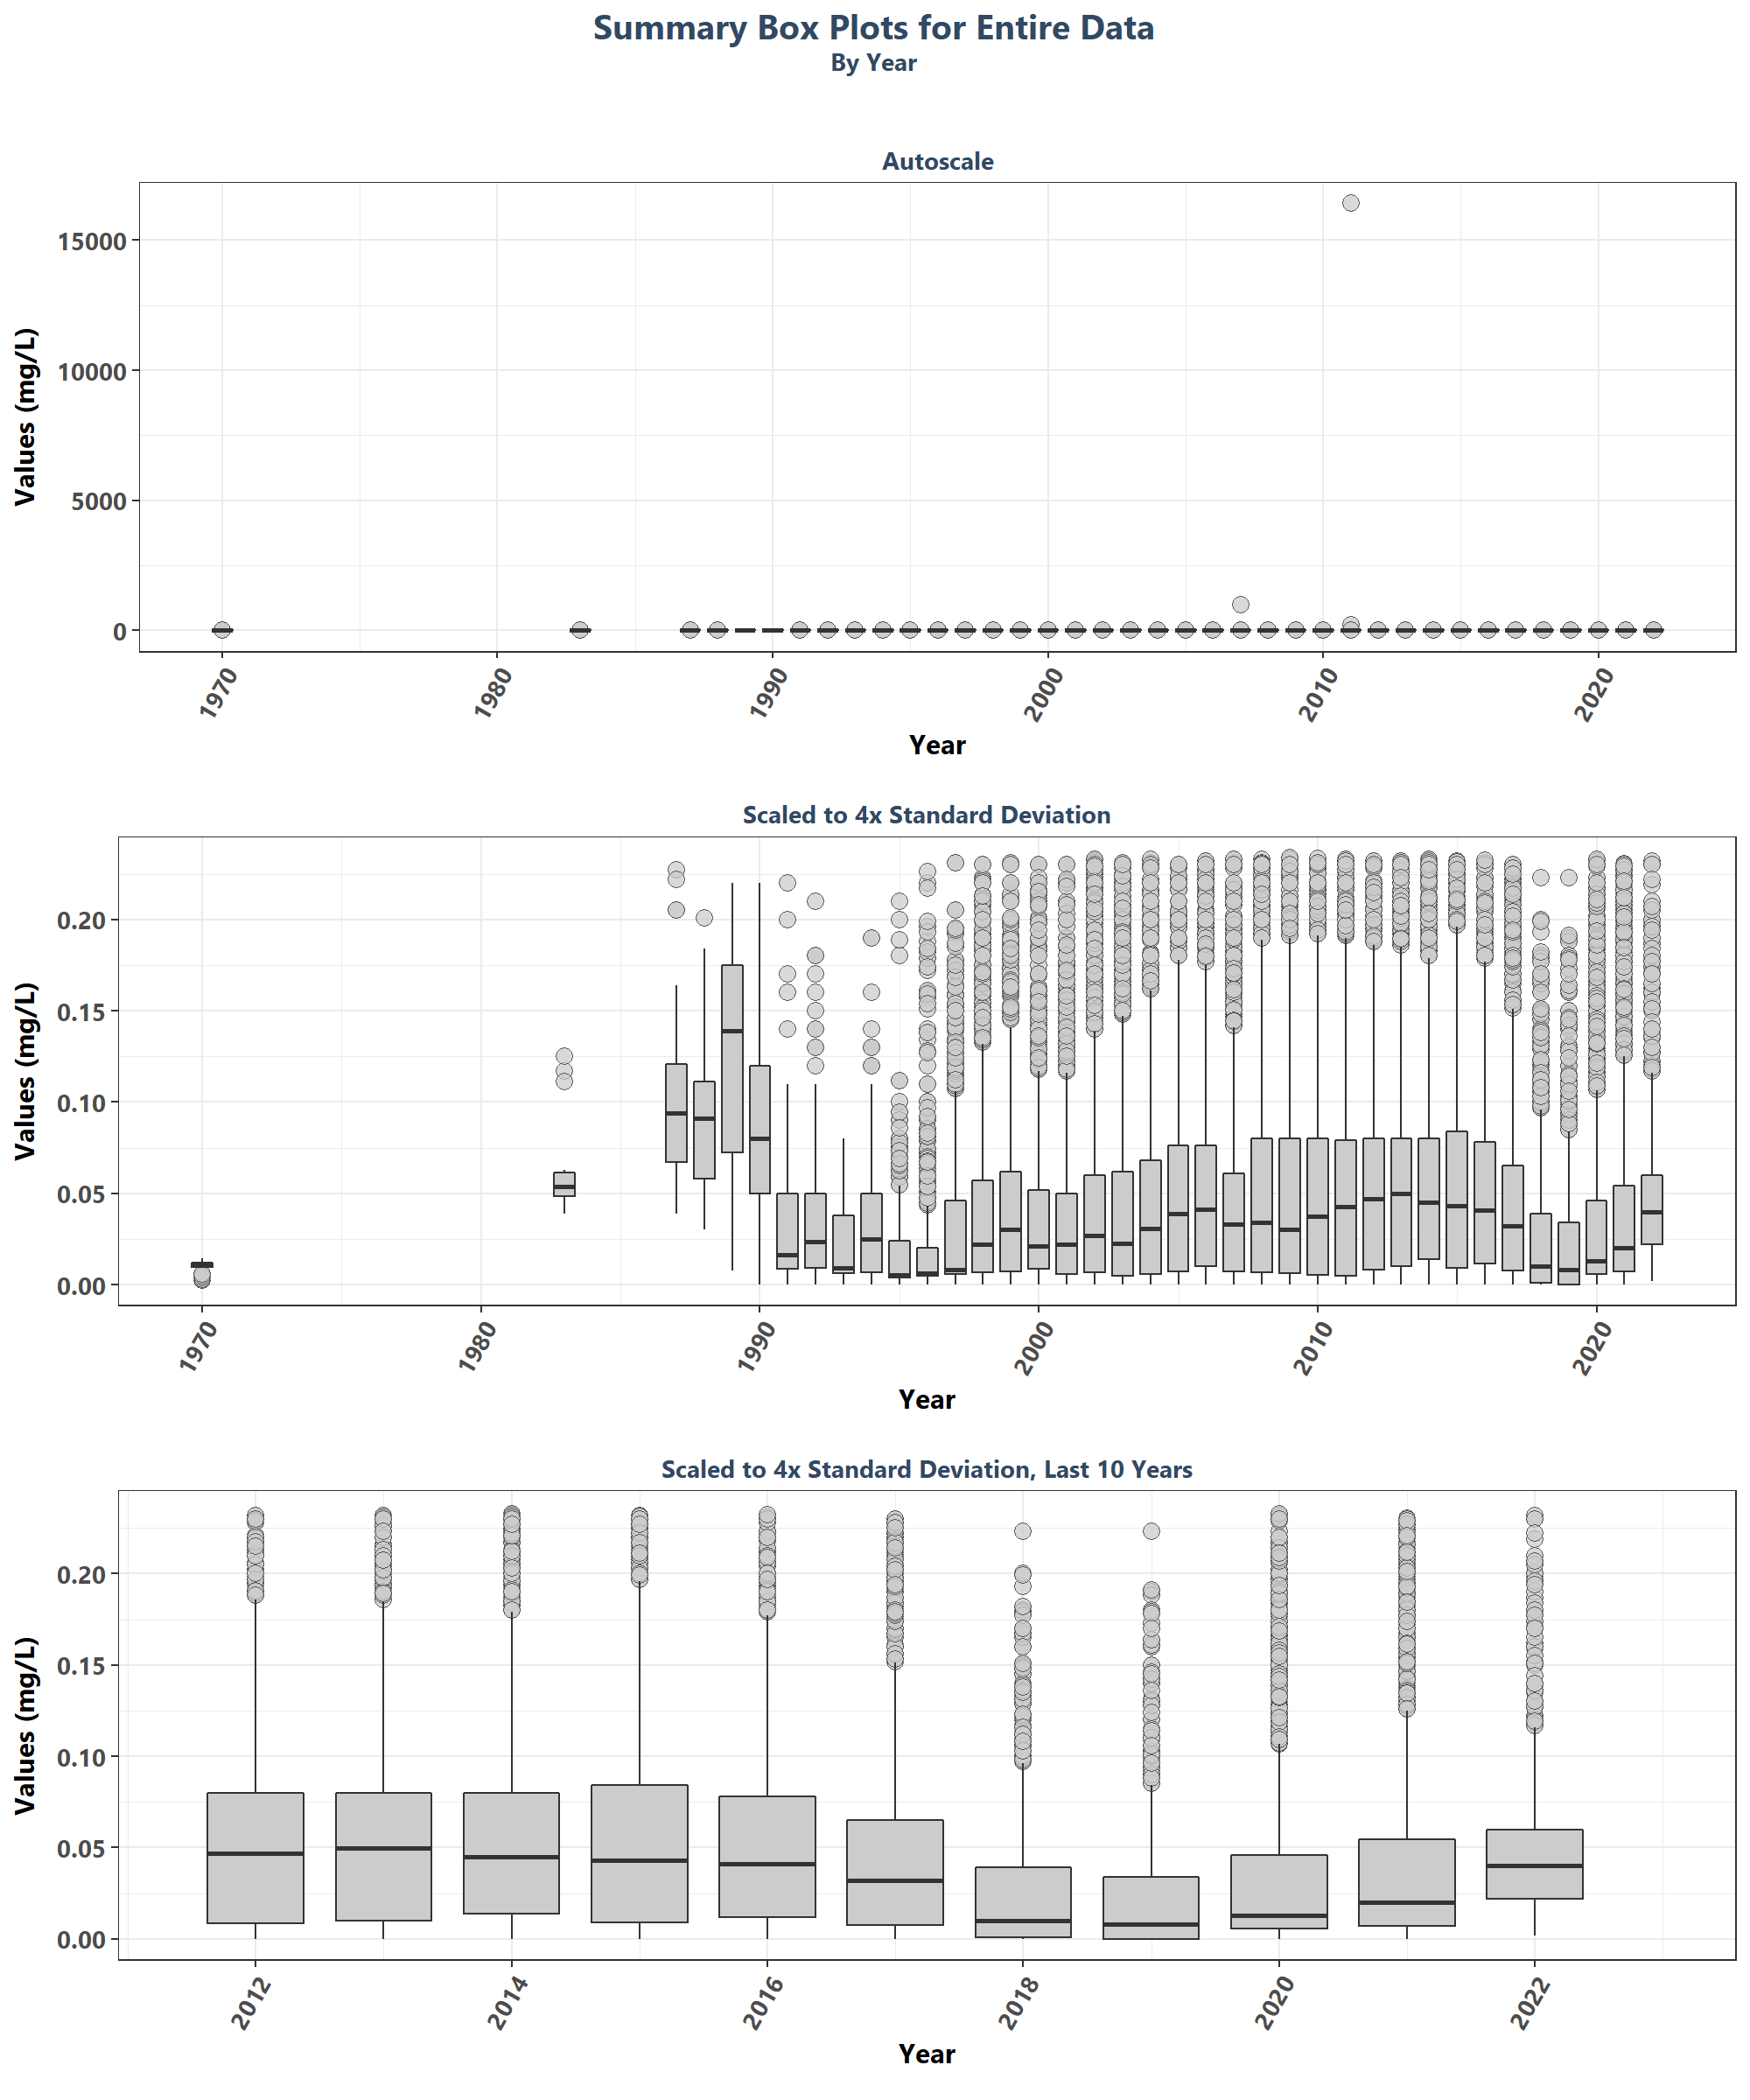 Summary Box Plots for Entire Data
By Year
Autoscale
Values (mg/L)
15000
10000
5000
0
1970
1980
1990
2000
2010
2020
Year
Scaled to 4x Standard Deviation
Values (mg/L)
0.20
0.15
0.10
0.05
0.00
1970
1980
1990
2000
2010
2020
Year
Scaled to 4x Standard Deviation, Last 10 Years
Values (mg/L)
0.20
0.15
0.10
0.05
0.00
2012
2014
2016
2018
2020
2022
Year